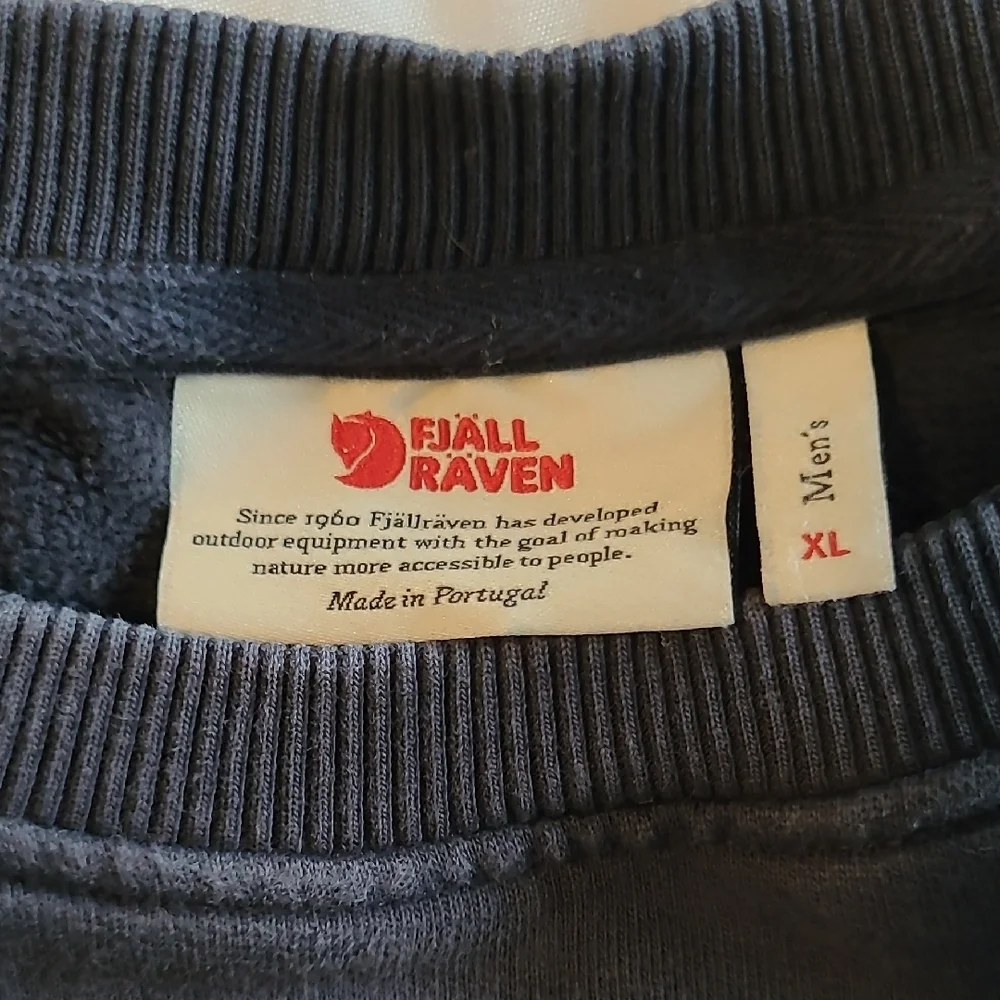 FJÄLL
RÄVEN
Since 1960 Fjällräven has developed
outdoor equipment with the goal of making
nature more accessible to people.
Made in Portugal
Men's
XL